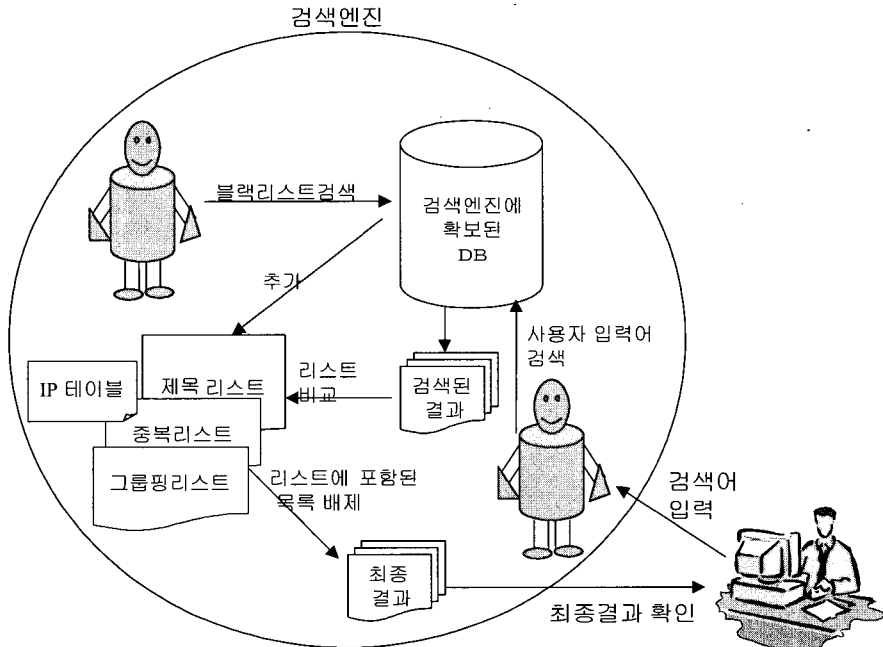 검색엔진
블랙리스트검색
검색엔진에
확보된
DB
추가
사용자 입력어
검색
IP 테이블
제목 리스트
리스트
비교
검색된
결과
중복리스트
그룹핑리스트
리스트에 포함된
목록 배제
검색어
입력
최종
결과
최종결과 확인